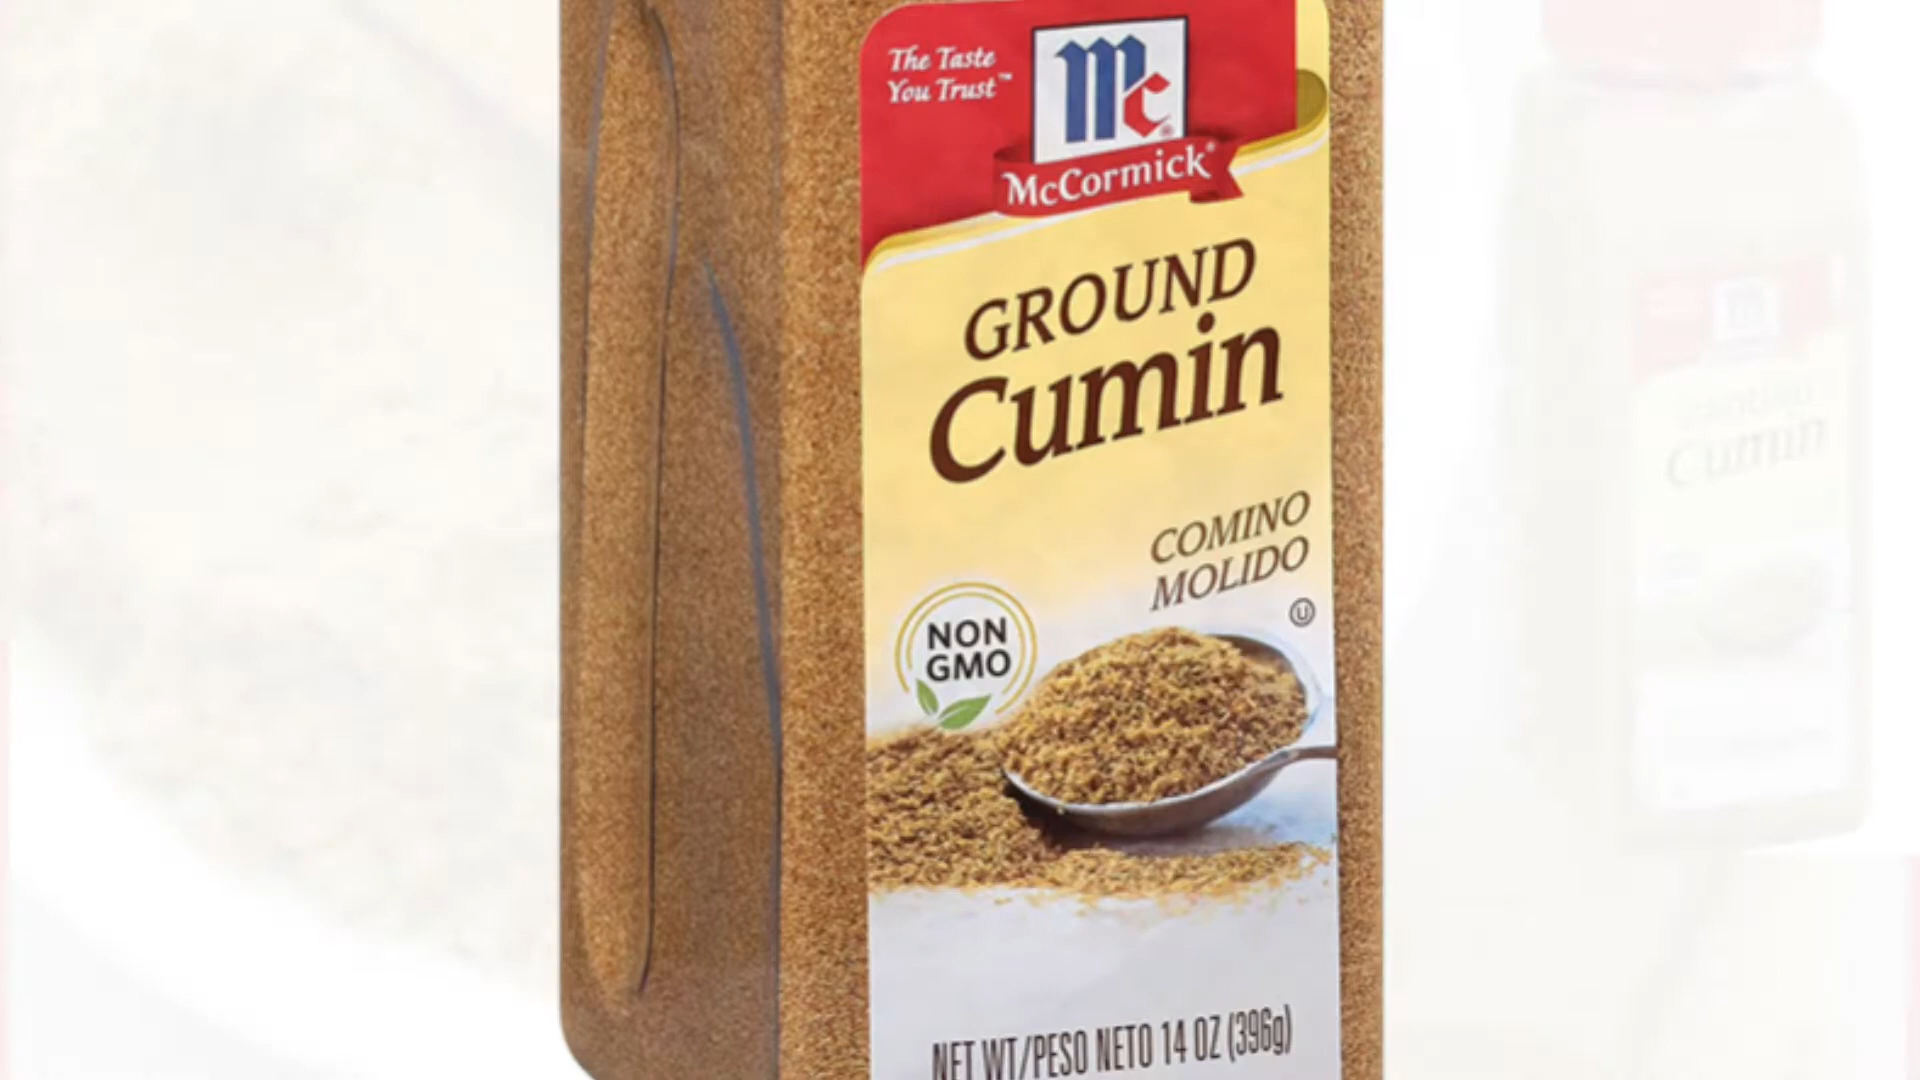 The Taste
You Trust™
Mc®
McCormick®
GROUND
Cumin
COMINO
MOLIDO
U
NON
GMO
NET WT/PESO NETO 14 OZ (396g)
Cumin